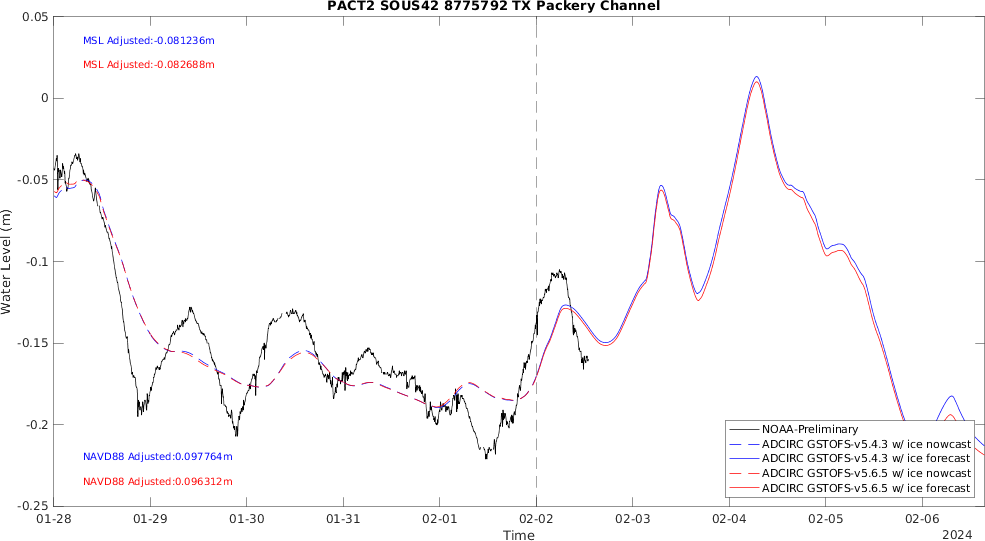 PACT2 SOUS42 8775792 TX Packery Channel
0.05
0
-0.05
-0.1
-0.15
-0.2
-0.25
Water Level (m)
MSL Adjusted:-0.081236m
MSL Adjusted:-0.082688m
NAVD88 Adjusted:0.097764m
NAVD88 Adjusted:0.096312m
NOAA-Preliminary
ADCIRC GSTOFS-v5.4.3 w/ ice nowcast
ADCIRC GSTOFS-v5.4.3 w/ ice forecast
ADCIRC GSTOFS-v5.6.5 w/ ice nowcast
ADCIRC GSTOFS-v5.6.5 w/ ice forecast
01-28 01-29 01-30 01-31 02-01 02-02 02-03 02-04 02-05 02-06
Time
2024